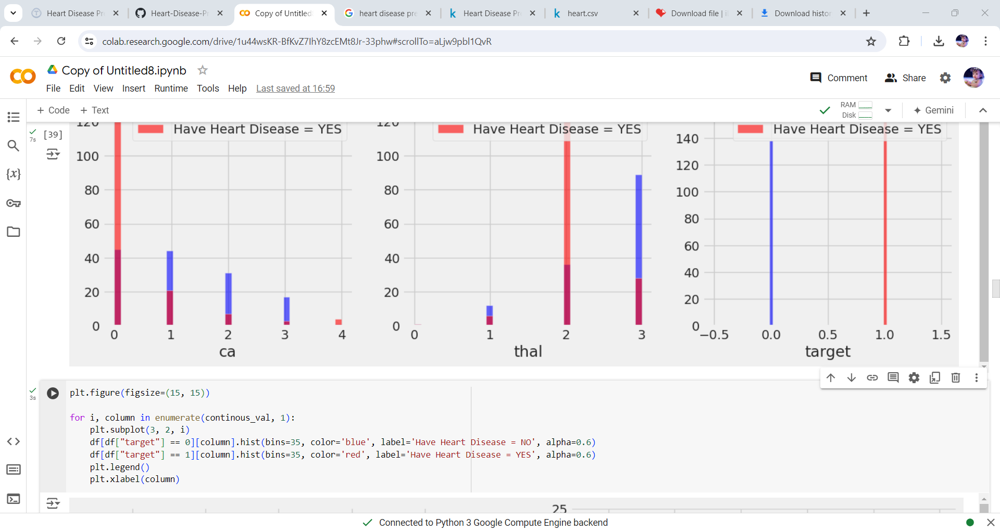 Heart Disease Pr
Heart-Disease-Pr
Copy of Untitled
heart disease pre
Heart Disease Pr
heart.csv
Download file | i
Download histor
colab.research.google.com/drive/1u44wsKR-BfKvZ7IhY8zcEMt8Jr-33phw#scrollTo=aLjw9pbl1QvR
Copy of Untitled8.ipynb
File Edit View Insert Runtime Tools Help Last saved at 16:59
Comment
Share
+ Code + Text
RAM
Disk
Gemini
[39]
7s
{x}
120
Have Heart Disease = YES
100
80
60
40
20
0
0 1 2 3 4
ca
120
Have Heart Disease = YES
100
80
60
40
20
0
0 1 2 3
thal
Have Heart Disease = YES
140
120
100
80
60
40
20
0
−0.5 0.0 0.5 1.0 1.5
target
3s
plt.figure(figsize=(15, 15))
for i, column in enumerate(continous_val, 1):
plt.subplot(3, 2, i)
df[df["target"] == 0][column].hist(bins=35, color='blue', label='Have Heart Disease = NO', alpha=0.6)
df[df["target"] == 1][column].hist(bins=35, color='red', label='Have Heart Disease = YES', alpha=0.6)
plt.legend()
plt.xlabel(column)
25
Connected to Python 3 Google Compute Engine backend